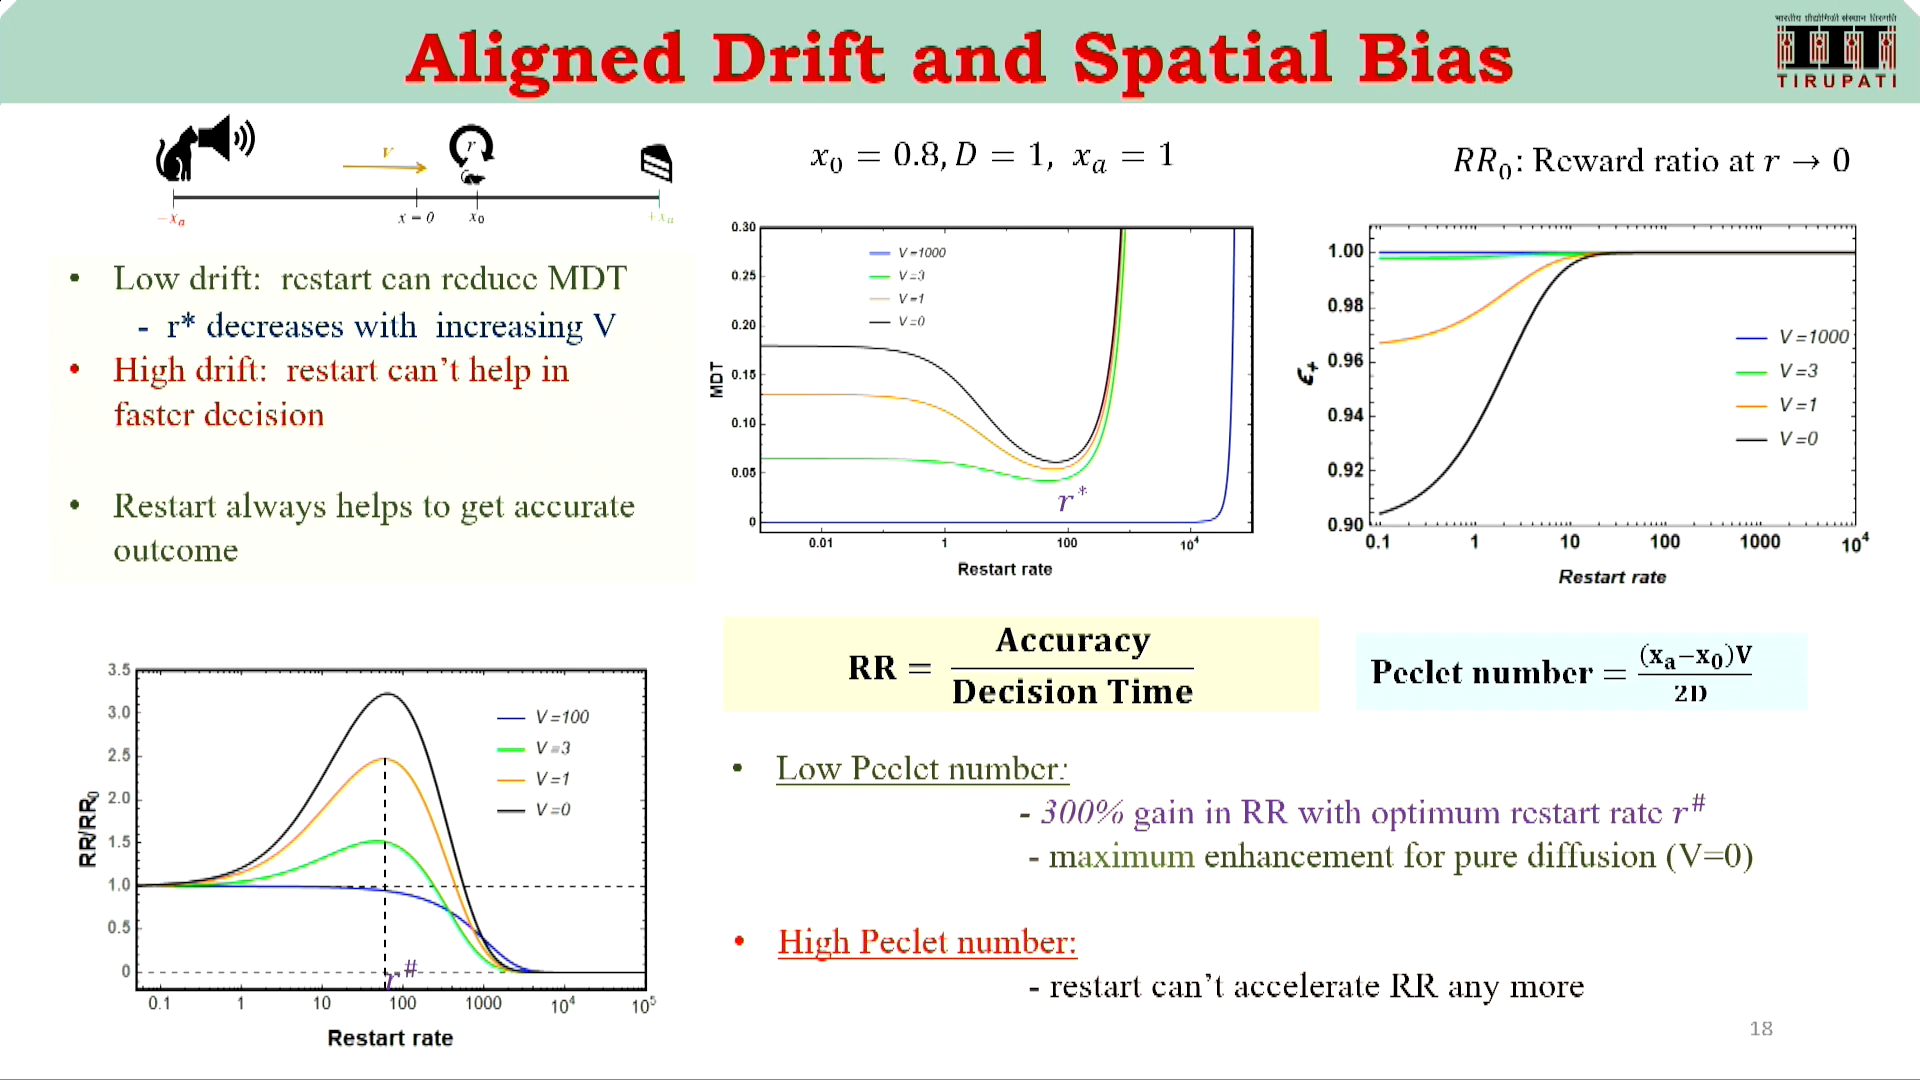 Aligned Drift and Spatial Bias
भारतीय प्रौद्योगिकी संस्थान तिरुपति
TIRUPATI
V
r
-xₐ
x = 0
x₀
+xₐ
x₀ = 0.8, D = 1, xₐ = 1
RR₀: Reward ratio at r → 0
• Low drift: restart can reduce MDT
- r* decreases with increasing V
• High drift: restart can't help in
faster decision
• Restart always helps to get accurate
outcome
0.30
0.25
0.20
0.15
0.10
0.05
0
MDT
V=1000
V=3
V=1
V=0
r*
0.01
1
100
10⁴
Restart rate
1.00
0.98
0.96
0.94
0.92
0.90
ϵ₊
V=1000
V=3
V=1
V=0
0.1
1
10
100
1000
10⁴
Restart rate
RR = Accuracy
Decision Time
Peclet number = (xₐ−x₀)V
2D
3.5
3.0
2.5
2.0
1.5
1.0
0.5
0
RR/RR₀
V=100
V=3
V=1
V=0
r#
0.1
1
10
100
1000
10⁴
10⁵
Restart rate
• Low Peclet number:
- 300% gain in RR with optimum restart rate r#
- maximum enhancement for pure diffusion (V=0)
• High Peclet number:
- restart can't accelerate RR any more
18